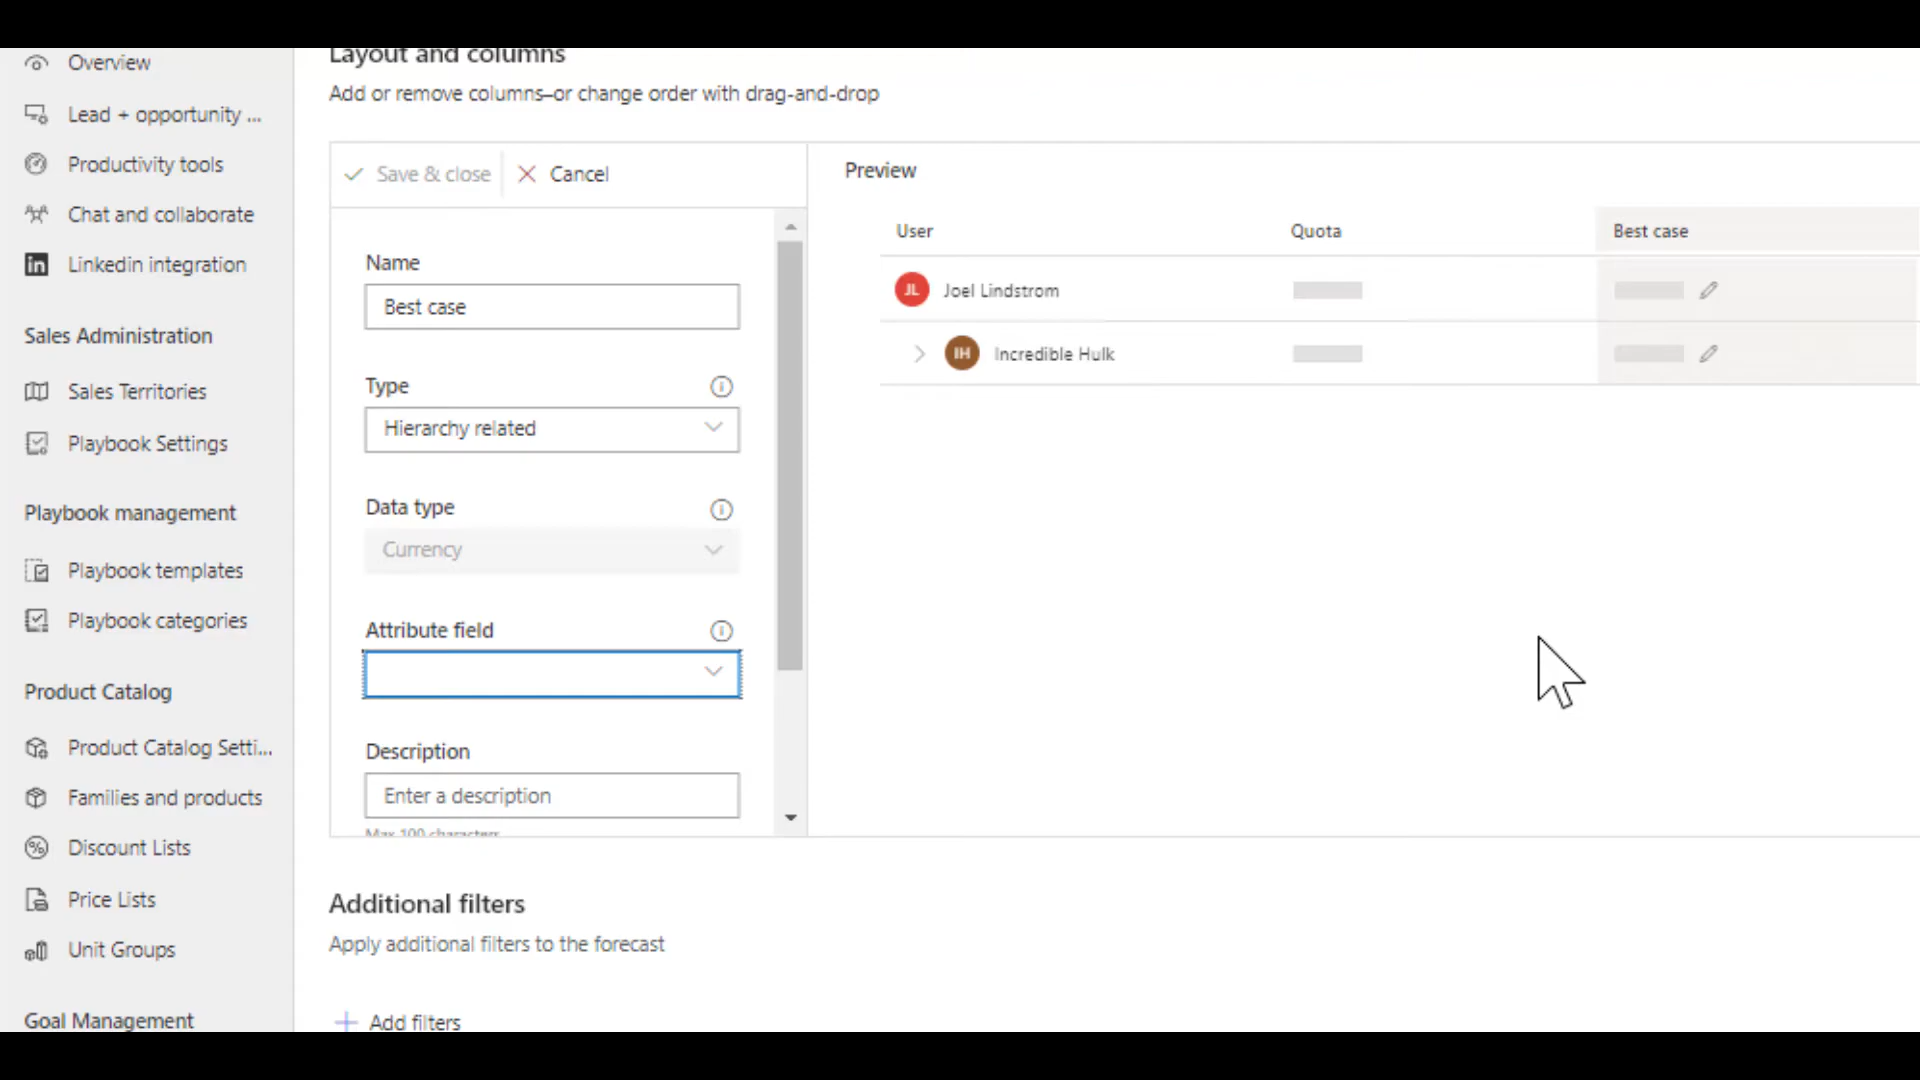 Overview
Lead + opportunity ...
Productivity tools
Chat and collaborate
in Linkedin integration
Sales Administration
Sales Territories
Playbook Settings
Playbook management
Playbook templates
Playbook categories
Product Catalog
Product Catalog Setti...
Families and products
Discount Lists
Price Lists
Unit Groups
Goal Management
Layout and columns
Add or remove columns–or change order with drag-and-drop
Save & close
Cancel
Name
Best case
Type
Hierarchy related
Data type
Currency
Attribute field
Description
Enter a description
Max 100 characters
Preview
User Quota Best case
JL Joel Lindstrom
IH Incredible Hulk
Additional filters
Apply additional filters to the forecast
Add filters